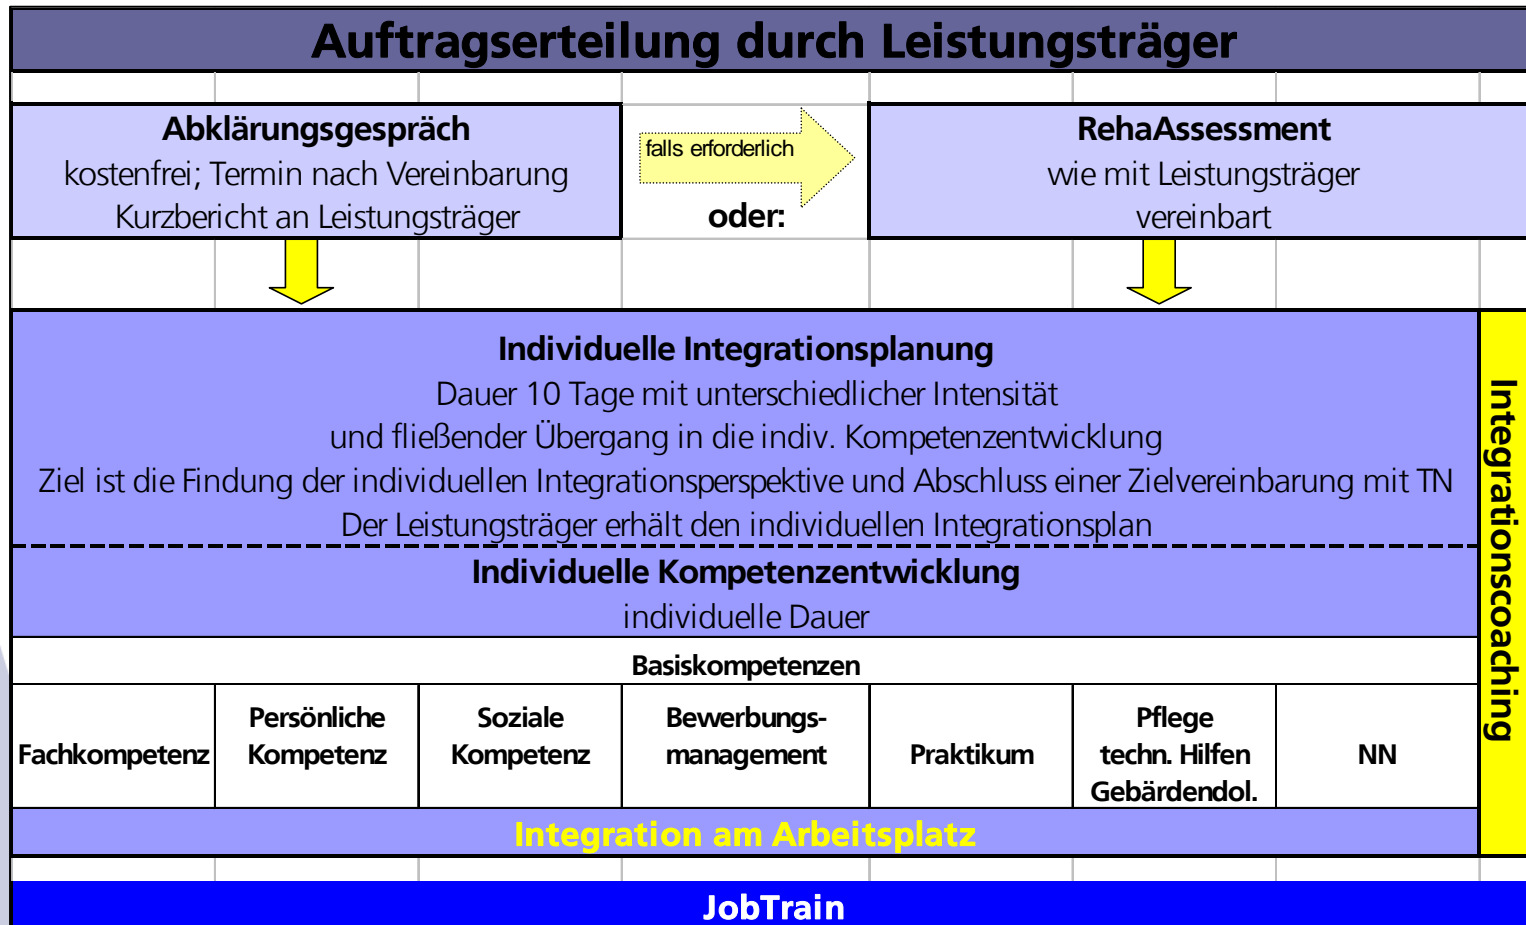 Auftragserteilung durch Leistungsträger
Abklärungsgespräch
kostenfrei; Termin nach Vereinbarung
Kurzbericht an Leistungsträger
falls erforderlich
oder:
RehaAssessment
wie mit Leistungsträger
vereinbart
Individuelle Integrationsplanung
Dauer 10 Tage mit unterschiedlicher Intensität
und fließender Übergang in die indiv. Kompetenzentwicklung
Ziel ist die Findung der individuellen Integrationsperspektive und Abschluss einer Zielvereinbarung mit TN
Der Leistungsträger erhält den individuellen Integrationsplan
Individuelle Kompetenzentwicklung
individuelle Dauer
Basiskompetenzen
Fachkompetenz
Persönliche
Kompetenz
Soziale
Kompetenz
Bewerbungs-
management
Praktikum
Pflege
techn. Hilfen
Gebärdendol.
NN
Integration am Arbeitsplatz
Integrationscoaching
JobTrain